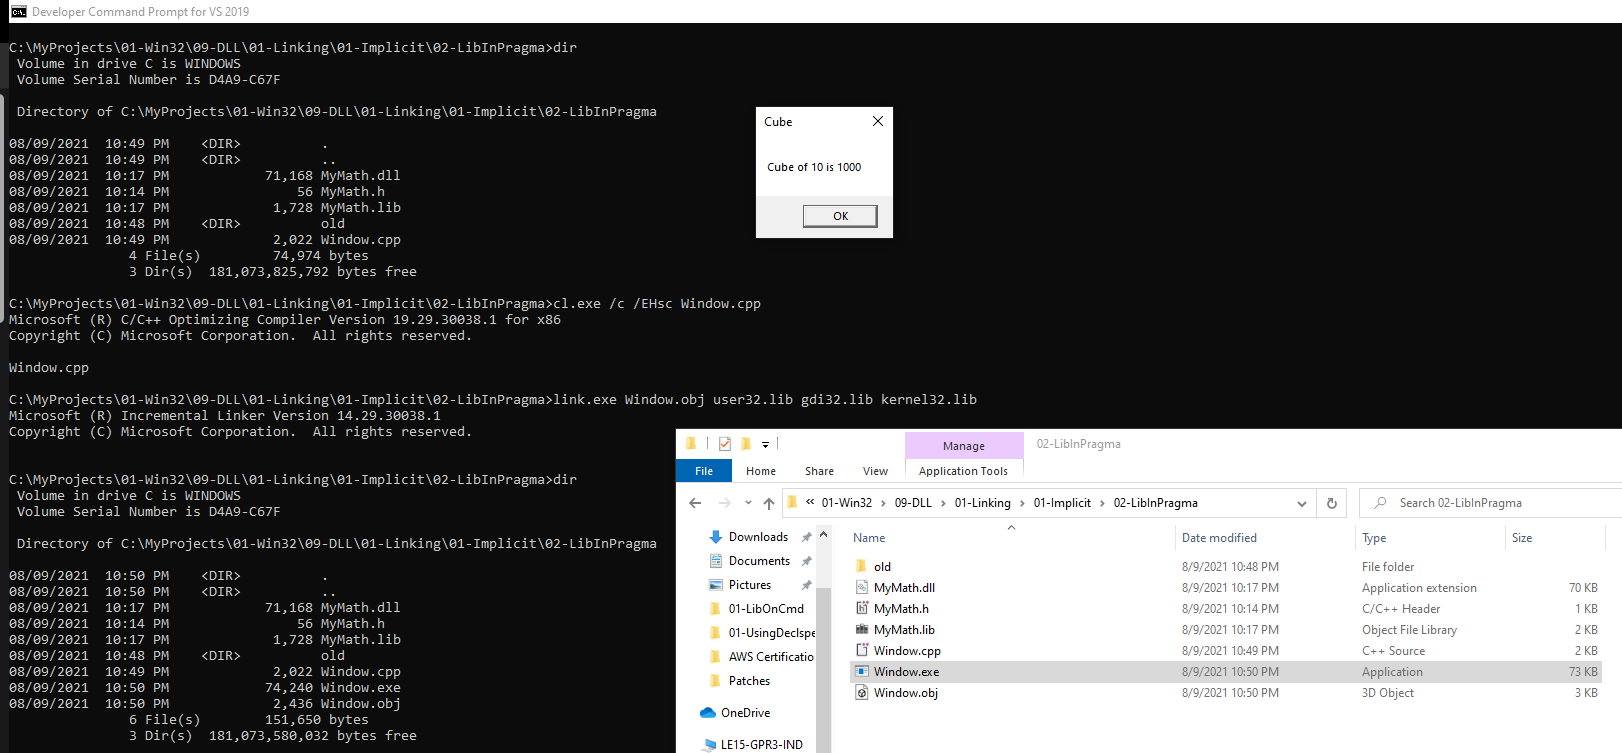 Developer Command Prompt for VS 2019
C:\MyProjects\01-Win32\09-DLL\01-Linking\01-Implicit\02-LibInPragma>dir
Volume in drive C is WINDOWS
Volume Serial Number is D4A9-C67F
Directory of C:\MyProjects\01-Win32\09-DLL\01-Linking\01-Implicit\02-LibInPragma
08/09/2021  10:49 PM    <DIR>          .
08/09/2021  10:49 PM    <DIR>          ..
08/09/2021  10:17 PM            71,168 MyMath.dll
08/09/2021  10:14 PM                56 MyMath.h
08/09/2021  10:17 PM             1,728 MyMath.lib
08/09/2021  10:48 PM    <DIR>          old
08/09/2021  10:49 PM             2,022 Window.cpp
4 File(s)         74,974 bytes
3 Dir(s)  181,073,825,792 bytes free
C:\MyProjects\01-Win32\09-DLL\01-Linking\01-Implicit\02-LibInPragma>cl.exe /c /EHsc Window.cpp
Microsoft (R) C/C++ Optimizing Compiler Version 19.29.30038.1 for x86
Copyright (C) Microsoft Corporation.  All rights reserved.
Window.cpp
C:\MyProjects\01-Win32\09-DLL\01-Linking\01-Implicit\02-LibInPragma>link.exe Window.obj user32.lib gdi32.lib kernel32.lib
Microsoft (R) Incremental Linker Version 14.29.30038.1
Copyright (C) Microsoft Corporation.  All rights reserved.
C:\MyProjects\01-Win32\09-DLL\01-Linking\01-Implicit\02-LibInPragma>dir
Volume in drive C is WINDOWS
Volume Serial Number is D4A9-C67F
Directory of C:\MyProjects\01-Win32\09-DLL\01-Linking\01-Implicit\02-LibInPragma
08/09/2021  10:50 PM    <DIR>          .
08/09/2021  10:50 PM    <DIR>          ..
08/09/2021  10:17 PM            71,168 MyMath.dll
08/09/2021  10:14 PM                56 MyMath.h
08/09/2021  10:17 PM             1,728 MyMath.lib
08/09/2021  10:48 PM    <DIR>          old
08/09/2021  10:49 PM             2,022 Window.cpp
08/09/2021  10:50 PM            74,240 Window.exe
08/09/2021  10:50 PM             2,436 Window.obj
6 File(s)        151,650 bytes
3 Dir(s)  181,073,580,032 bytes free
Cube
Cube of 10 is 1000
OK
Manage 02-LibInPragma
File Home Share View Application Tools
« 01-Win32 › 09-DLL › 01-Linking › 01-Implicit › 02-LibInPragma Search 02-LibInPragma
Downloads
Documents
Pictures
01-LibOnCmd
01-UsingDeclspe
AWS Certificatio
Patches
OneDrive
LE15-GPR3-IND
Name Date modified Type Size
old 8/9/2021 10:48 PM File folder
MyMath.dll 8/9/2021 10:17 PM Application extension 70 KB
MyMath.h 8/9/2021 10:14 PM C/C++ Header 1 KB
MyMath.lib 8/9/2021 10:17 PM Object File Library 2 KB
Window.cpp 8/9/2021 10:49 PM C++ Source 2 KB
Window.exe 8/9/2021 10:50 PM Application 73 KB
Window.obj 8/9/2021 10:50 PM 3D Object 3 KB